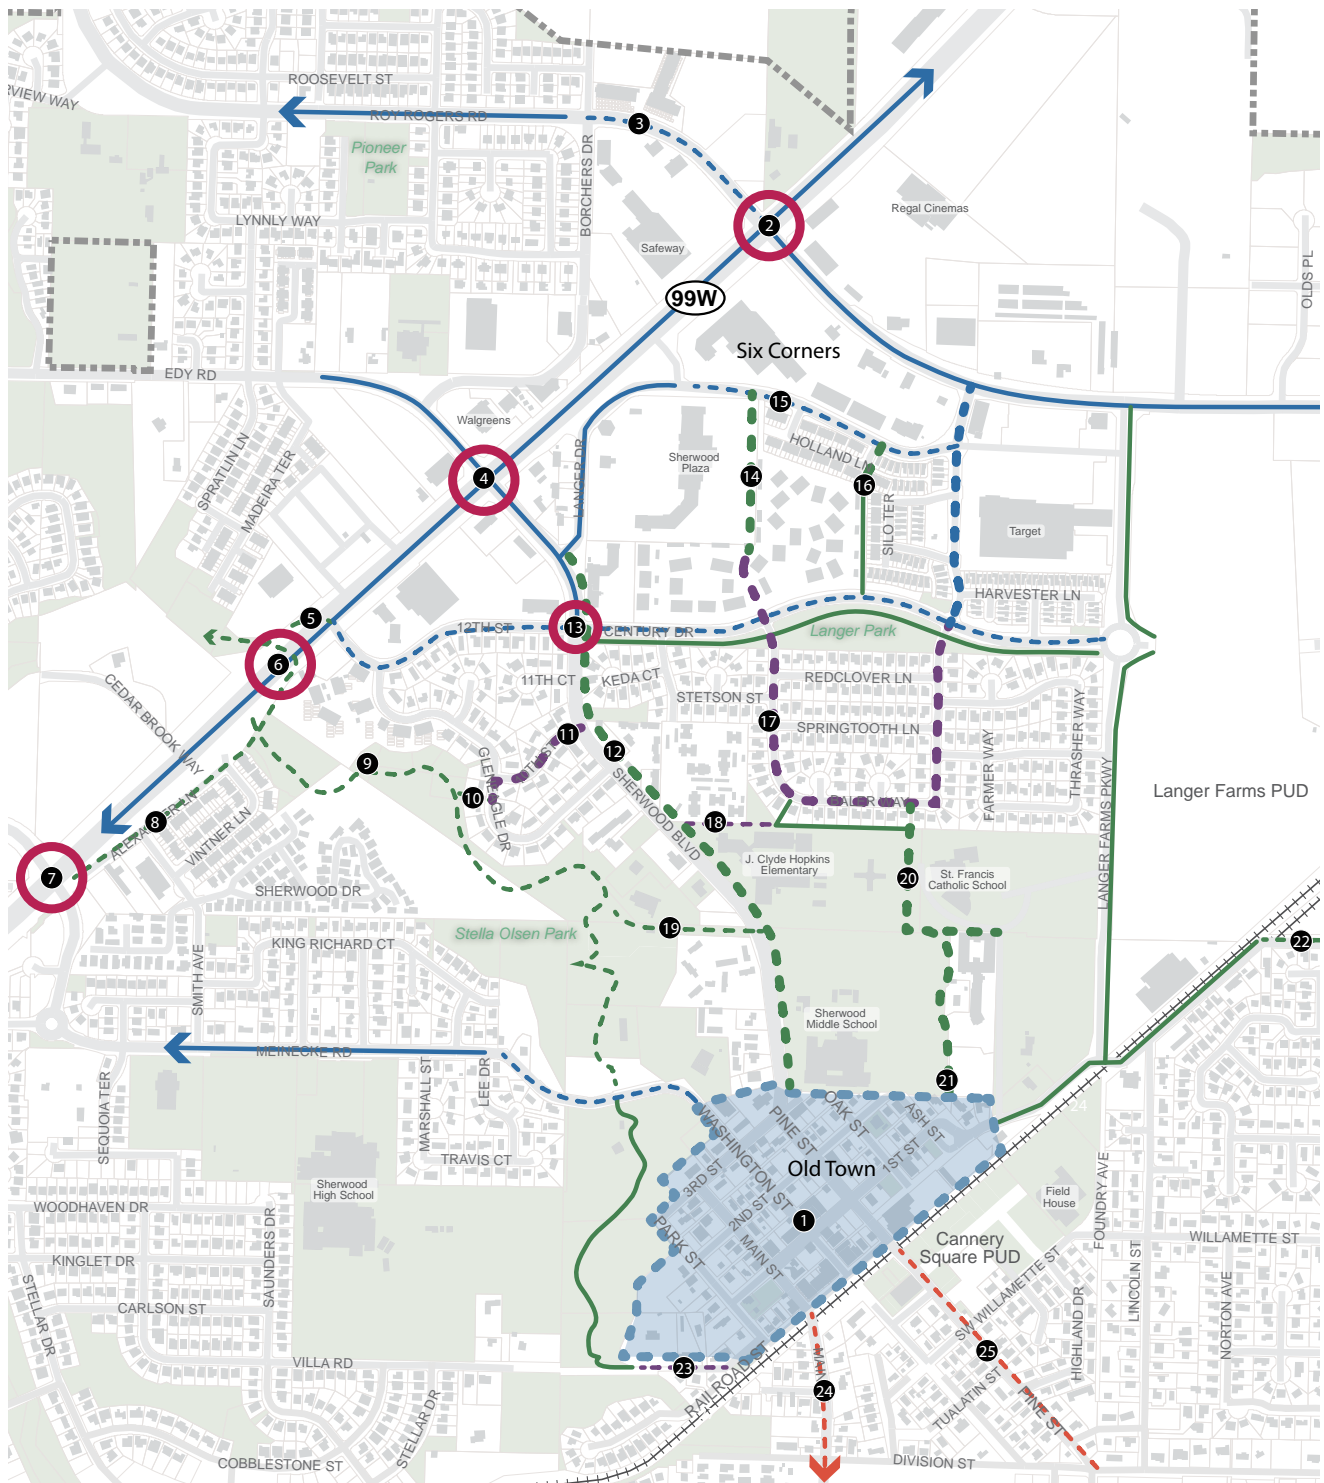 ROOSEVELT ST
RVIEW WAY
ROY ROGERS RD
3
Pioneer
Park
BORCHERS DR
LYNNLY WAY
2
Regal Cinemas
Safeway
OLDS PL
99W
Six Corners
EDY RD
Walgreens
15
SPRATLIN LN
MADEIRA TER
LANGER DR
Sherwood
Plaza
HOLLAND LN
14
16
4
SILO TER
Target
HARVESTER LN
5
12TH ST
13
CENTURY DR
Langer Park
6
CEDAR BROOK WAY
11TH CT
KEDA CT
STETSON ST
REDCLOVER LN
17
SPRINGTOOTH LN
11
12
10TH ST
GLENEAGLE DR
9
10
SHERWOOD BLVD
FARMER WAY
THRASHER WAY
LANGER FARMS PKWY
Langer Farms PUD
BALER WAY
8
ALEXANDER LN
VINTNER LN
18
J. Clyde Hopkins
Elementary
20
St. Francis
Catholic School
7
SHERWOOD DR
Stella Olsen Park
19
KING RICHARD CT
22
SMITH AVE
Sherwood
Middle School
MEINECKE RD
21
24
SEQUOIA TER
MARSHALL ST
LEE DR
WASHINGTON ST
PINE ST
OAK ST
ASH ST
1ST ST
TRAVIS CT
Old Town
3RD ST
2ND ST
1
Sherwood
High School
Field
House
WOODHAVEN DR
PARK ST
MAIN ST
Cannery
Square PUD
FOUNDRY AVE
WILLAMETTE ST
KINGLET DR
SAUNDERS DR
LINCOLN ST
NORTON AVE
SW WILLAMETTE ST
HIGHLAND DR
STELLAR DR
CARLSON ST
VILLA RD
23
RAILROAD ST
MAIN
24
25
TUALATIN ST
PINE ST
STELLAR DR
COBBLESTONE ST
DIVISION ST